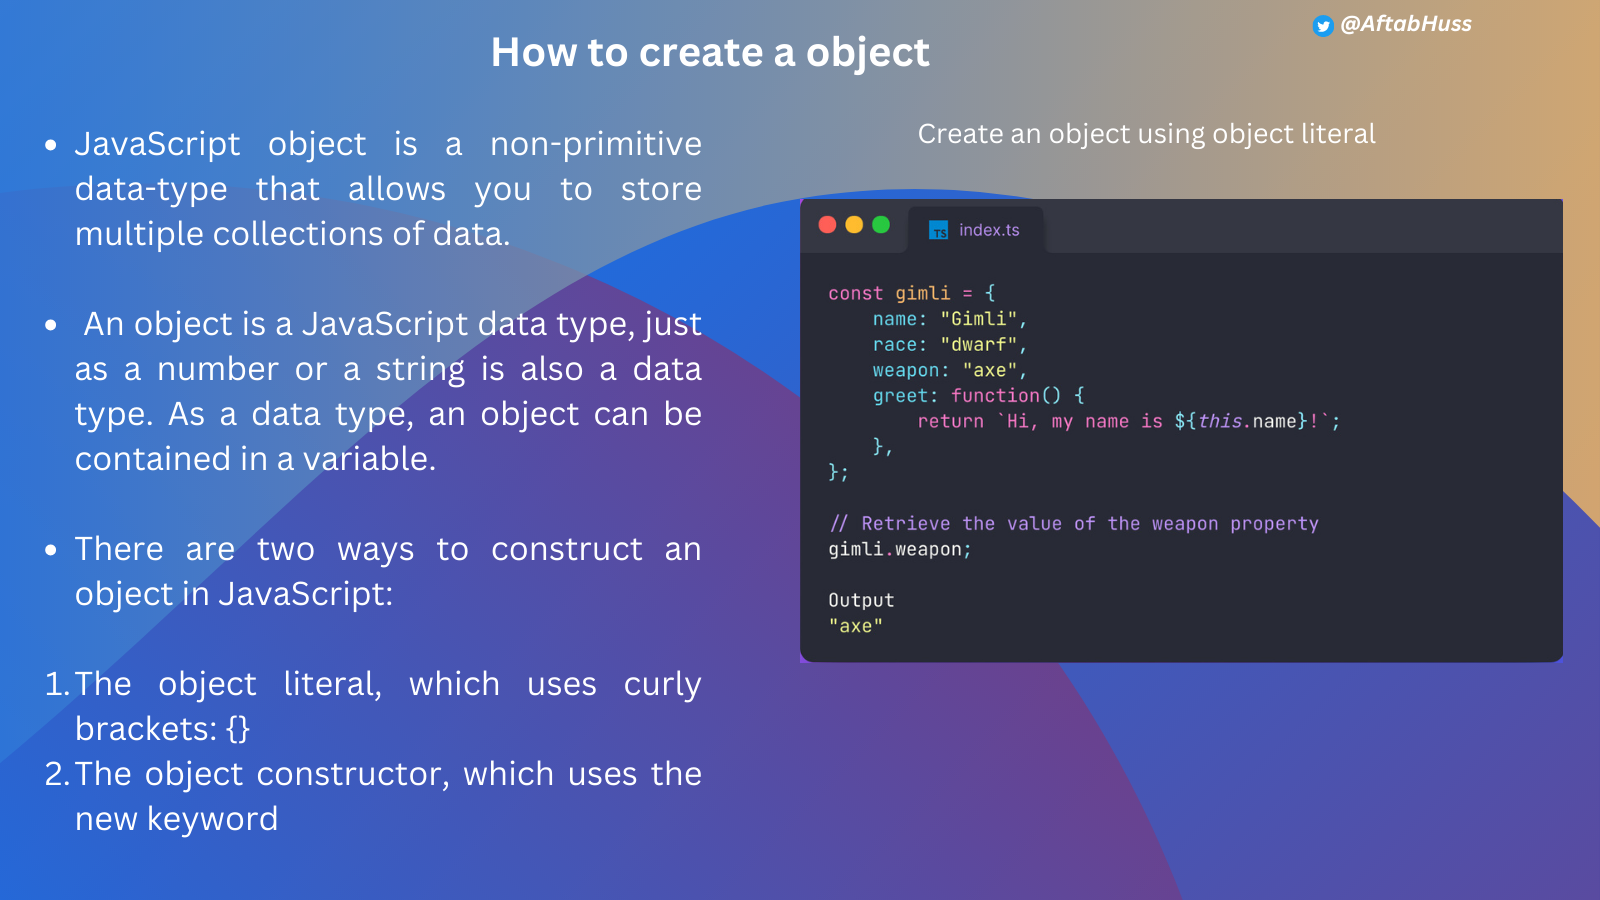 @AftabHuss
How to create a object
JavaScript object is a non-primitive
data-type that allows you to store
multiple collections of data.
An object is a JavaScript data type, just
as a number or a string is also a data
type. As a data type, an object can be
contained in a variable.
There are two ways to construct an
object in JavaScript:
1. The object literal, which uses curly
brackets: {}
2. The object constructor, which uses the
new keyword
Create an object using object literal
TS index.ts
const gimli = {
    name: "Gimli",
    race: "dwarf",
    weapon: "axe",
    greet: function() {
        return `Hi, my name is ${this.name}!`;
    },
};
// Retrieve the value of the weapon property
gimli.weapon;
Output
"axe"